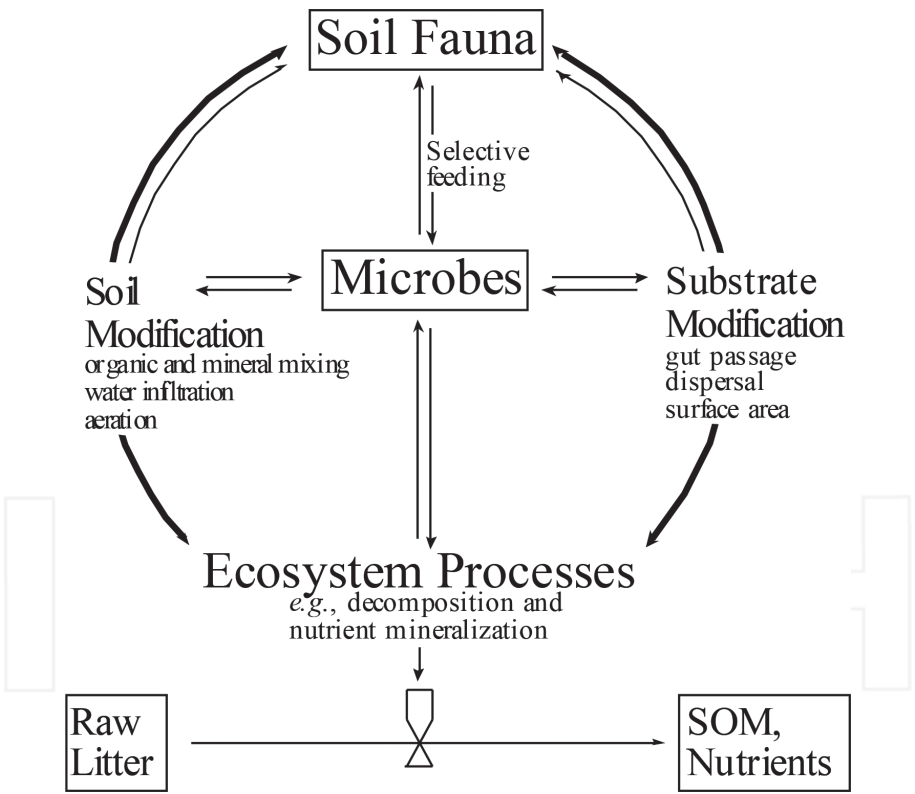 Soil Fauna
Selective
feeding
Microbes
Soil
Modification
organic and mineral mixing
water infiltration
aeration
Substrate
Modification
gut passage
dispersal
surface area
Ecosystem Processes
e.g., decomposition and
nutrient mineralization
Raw
Litter
SOM,
Nutrients